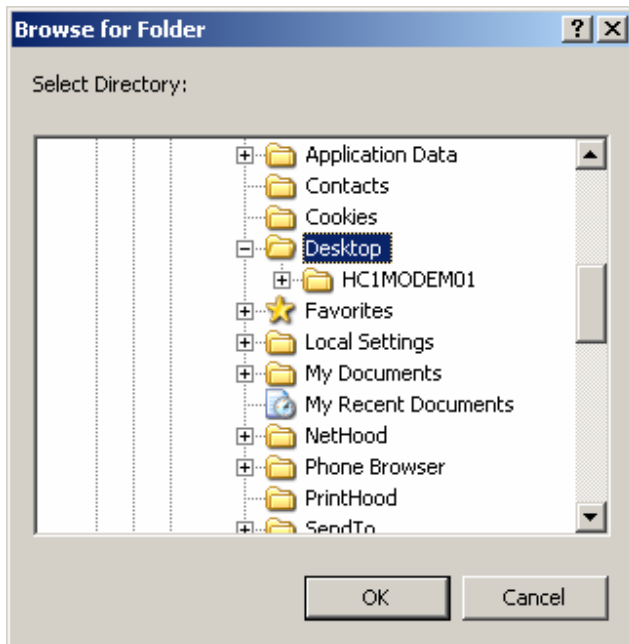 Browse for Folder
Select Directory:
Application Data
Contacts
Cookies
Desktop
HC1MODEM01
Favorites
Local Settings
My Documents
My Recent Documents
NetHood
Phone Browser
PrintHood
SendTo
OK Cancel